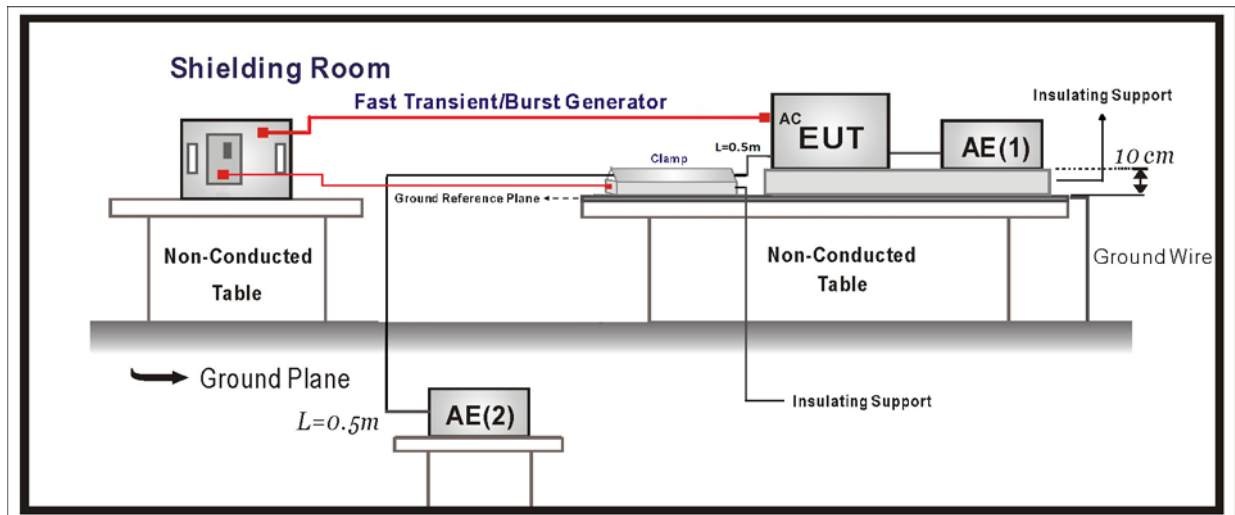 Shielding Room
Fast Transient/Burst Generator
Insulating Support
AC
EUT
AE(1)
10 cm
L=0.5m
Clamp
Ground Reference Plane
Non-Conducted
Table
Non-Conducted
Table
Ground Wire
Ground Plane
L=0.5m
AE(2)
Insulating Support